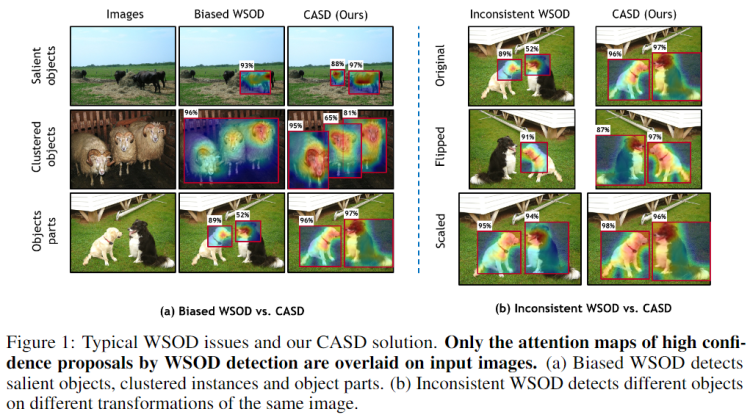 Images Biased WSOD CASD (Ours)
Inconsistent WSOD CASD (Ours)
Salient objects
93%
88% 97%
Clustered objects
96%
95% 65% 81%
Objects parts
89% 52%
96% 97%
(a) Biased WSOD vs. CASD
Original
89% 52%
96% 97%
Flipped
91%
87% 97%
Scaled
95% 94%
98% 96%
(b) Inconsistent WSOD vs. CASD
Figure 1: Typical WSOD issues and our CASD solution. Only the attention maps of high confi-
dence proposals by WSOD detection are overlaid on input images. (a) Biased WSOD detects
salient objects, clustered instances and object parts. (b) Inconsistent WSOD detects different objects
on different transformations of the same image.